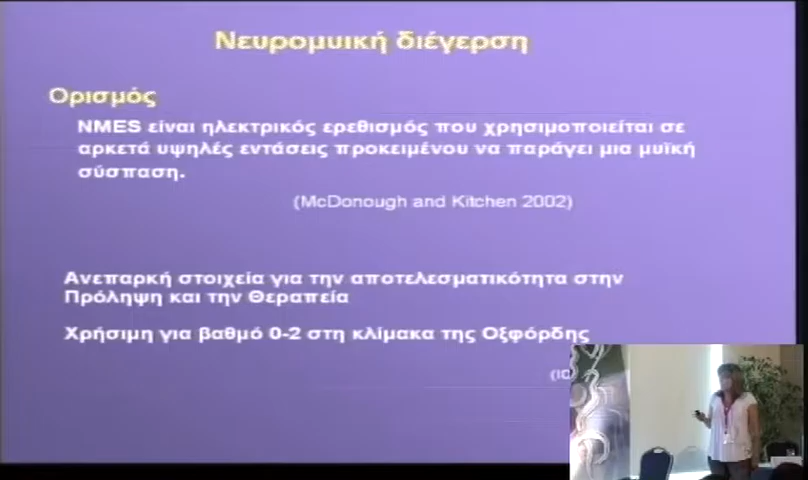 Νευρομυική διέγερση
Ορισμός
NMES είναι ηλεκτρικός ερεθισμός που χρησιμοποιείται σε
αρκετά υψηλές εντάσεις προκειμένου να παράγει μια μυϊκή
σύσπαση.
(McDonough and Kitchen 2002)
Ανεπαρκή στοιχεία για την αποτελεσματικότητα στην
Πρόληψη και την Θεραπεία
Χρήσιμη για βαθμό 0-2 στη κλίμακα της Οξφόρδης